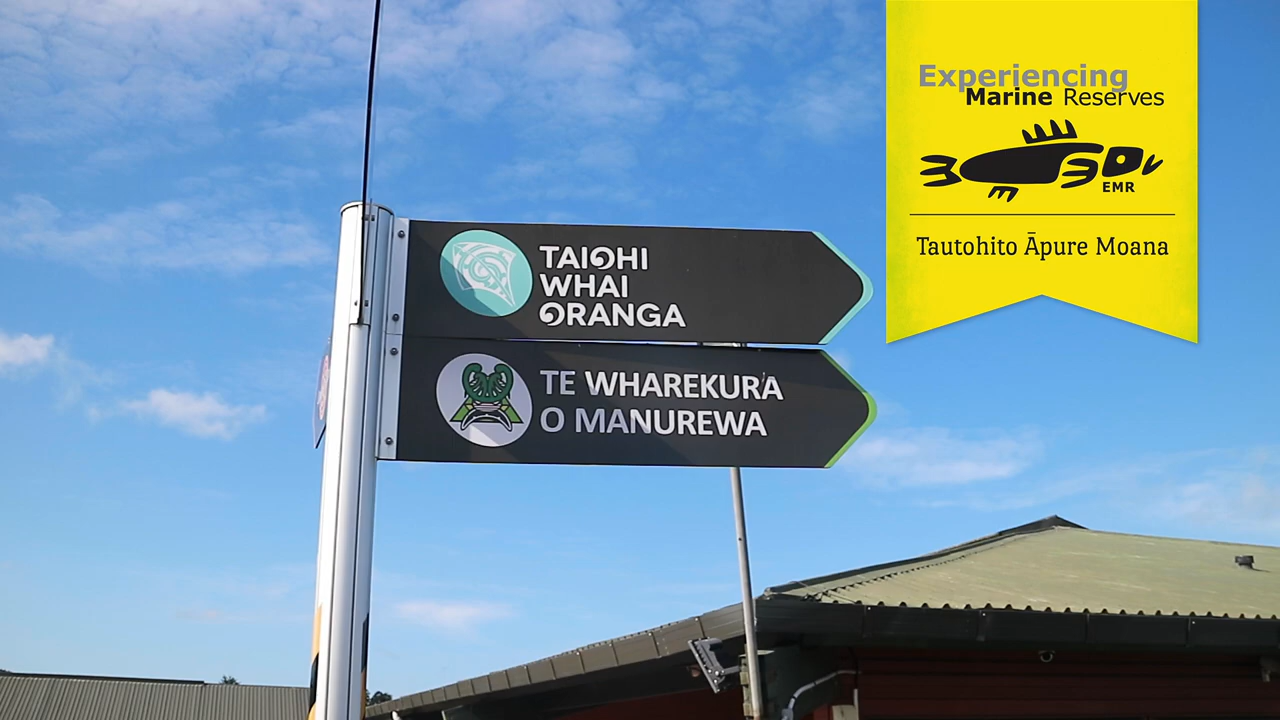 Experiencing
Marine Reserves
EMR
Tautohito Āpure Moana
TAIOHI
WHAI
ORANGA
TE WHAREKURA
O MANUREWA